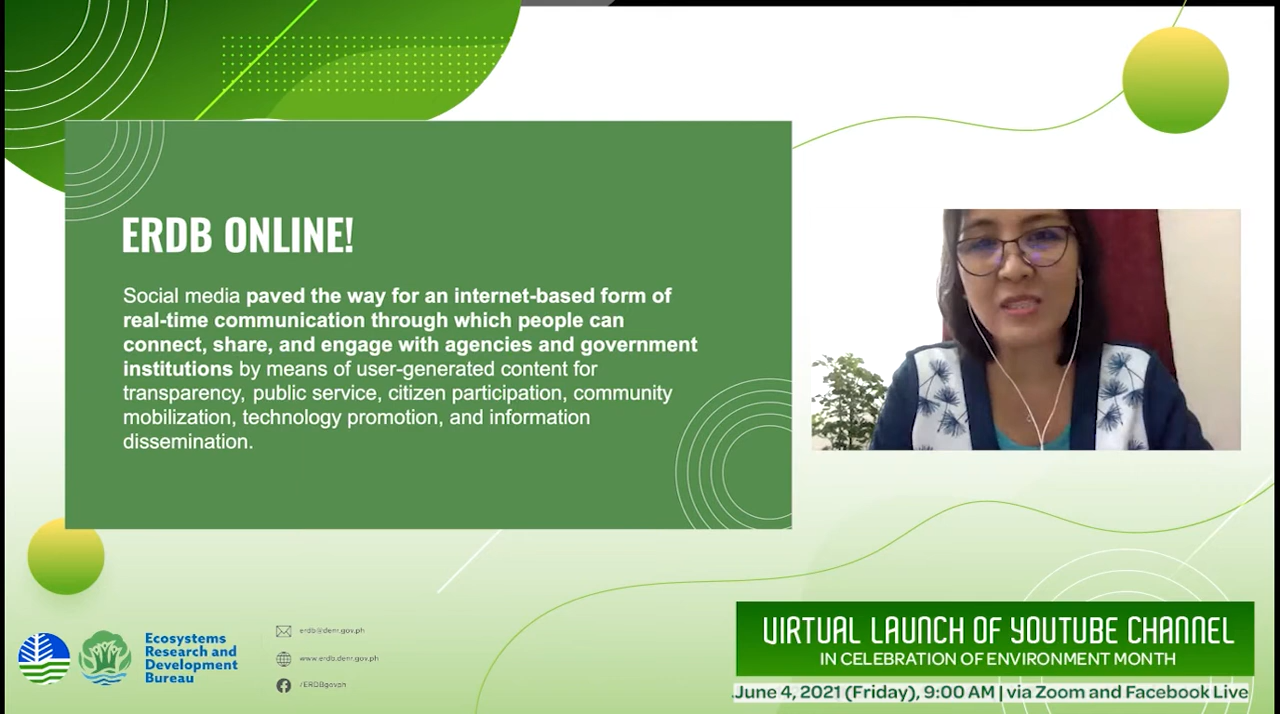 ERDB ONLINE!
Social media paved the way for an internet-based form of
real-time communication through which people can
connect, share, and engage with agencies and government
institutions by means of user-generated content for
transparency, public service, citizen participation, community
mobilization, technology promotion, and information
dissemination.
Ecosystems
Research and
Development
Bureau
erdb@denr.gov.ph
www.erdb.denr.gov.ph
/ERDBgovph
VIRTUAL LAUNCH OF YOUTUBE CHANNEL
IN CELEBRATION OF ENVIRONMENT MONTH
June 4, 2021 (Friday), 9:00 AM | via Zoom and Facebook Live